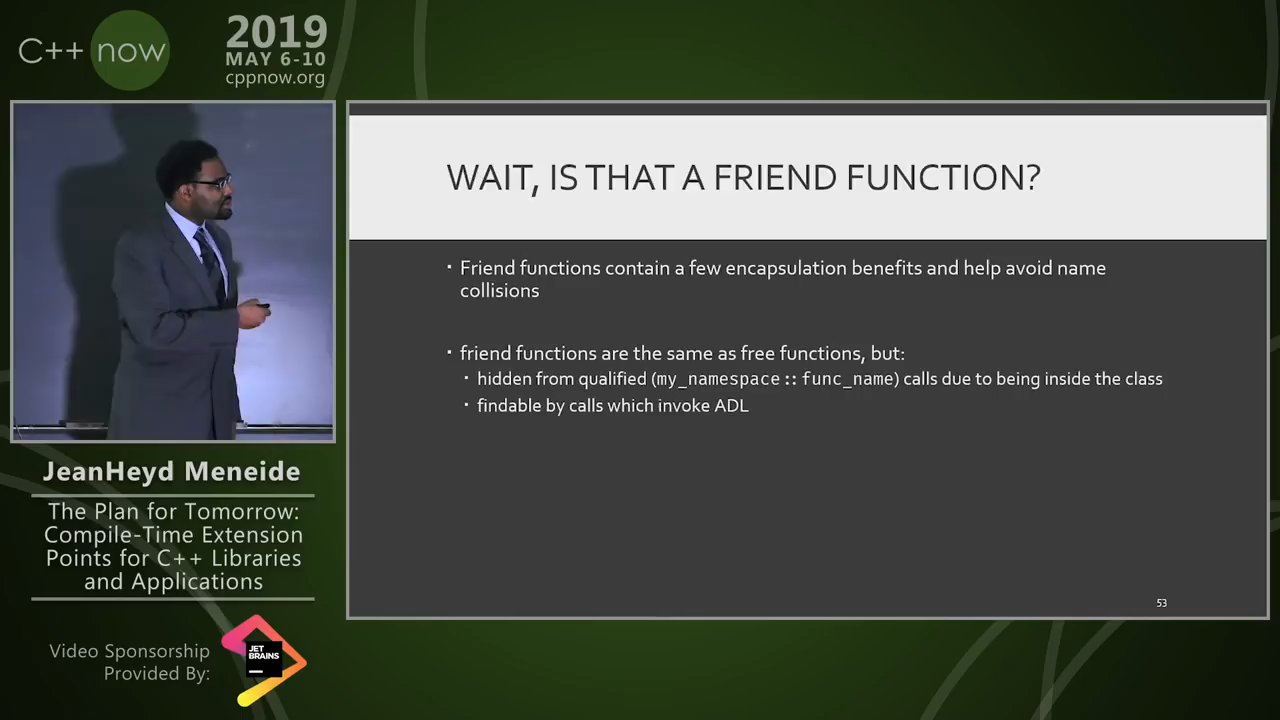 C++ now
2019
MAY 6-10
cppnow.org
WAIT, IS THAT A FRIEND FUNCTION?
▪ Friend functions contain a few encapsulation benefits and help avoid name
collisions
▪ friend functions are the same as free functions, but:
▪ hidden from qualified (my_namespace::func_name) calls due to being inside the class
▪ findable by calls which invoke ADL
53
JeanHeyd Meneide
The Plan for Tomorrow:
Compile-Time Extension
Points for C++ Libraries
and Applications
Video Sponsorship
Provided By:
JET
BRAINS